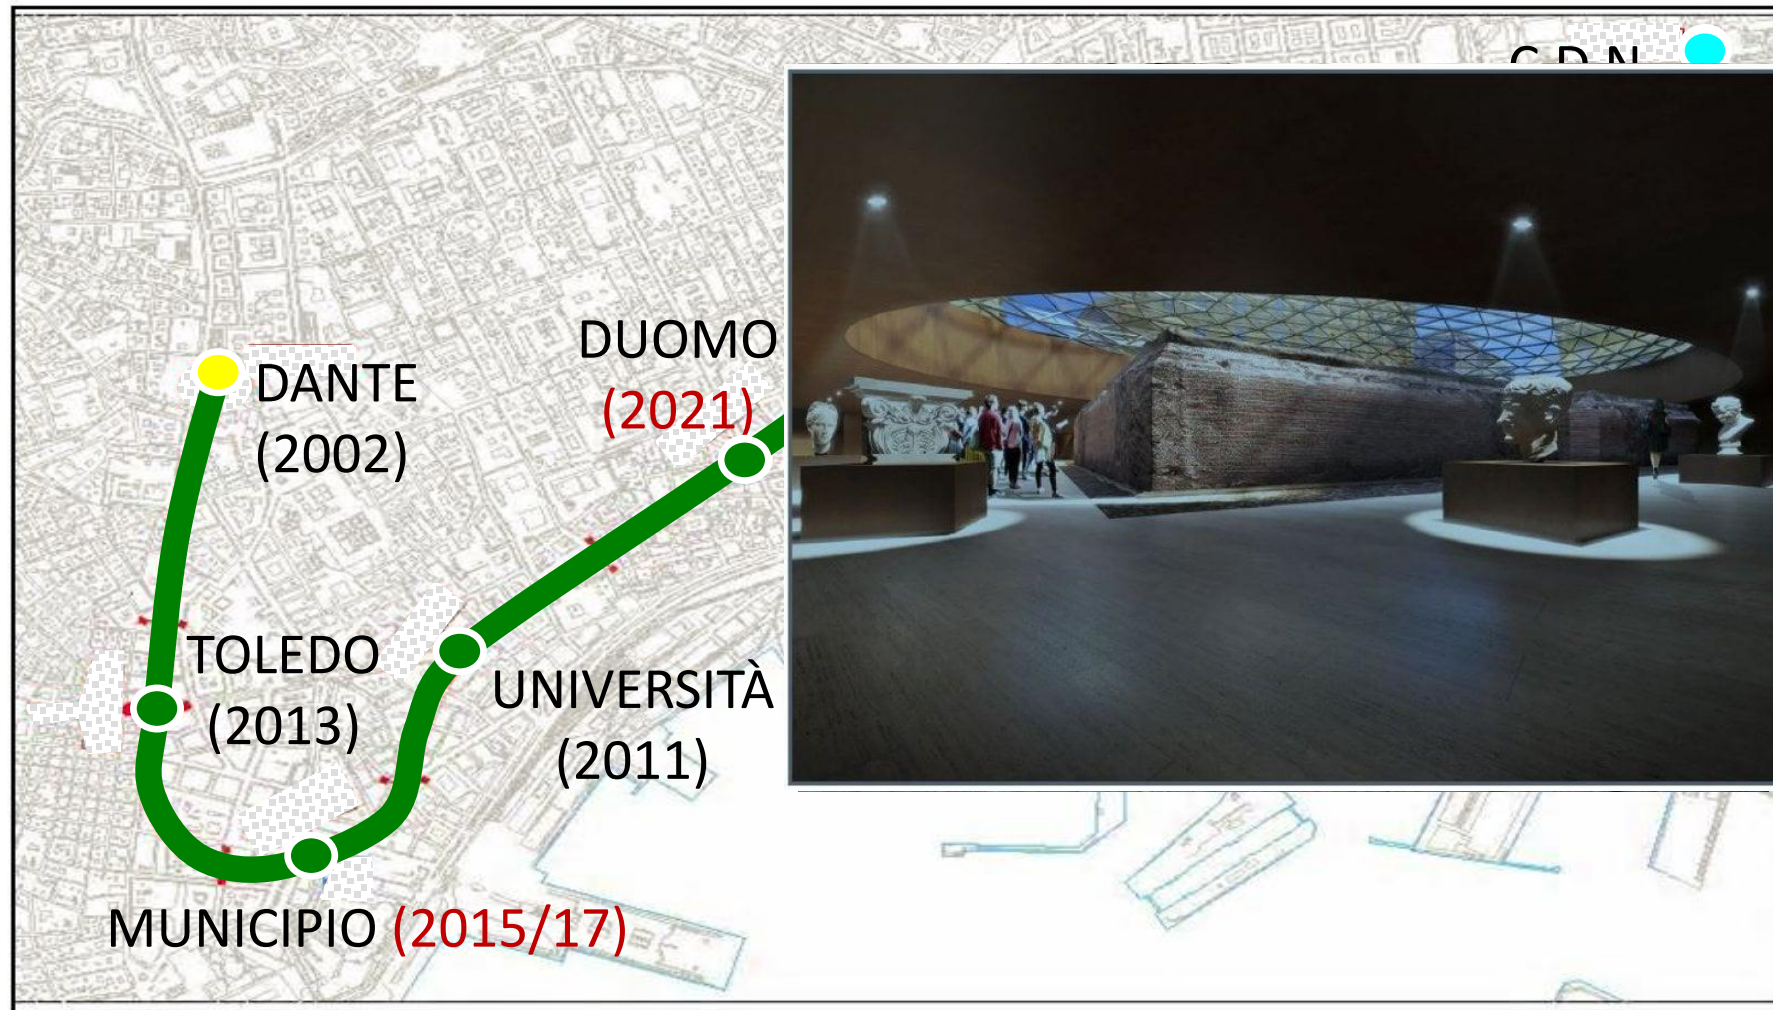 C.D.N.
DUOMO
(2021)
DANTE
(2002)
TOLEDO
(2013)
UNIVERSITÀ
(2011)
MUNICIPIO (2015/17)